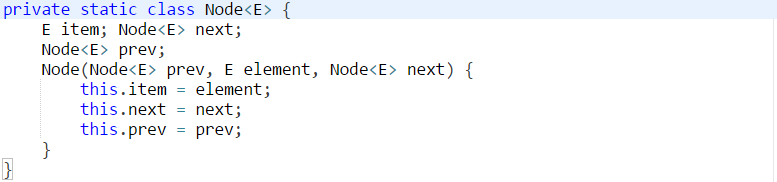 private static class Node<E> {
    E item; Node<E> next;
    Node<E> prev;
    Node(Node<E> prev, E element, Node<E> next) {
        this.item = element;
        this.next = next;
        this.prev = prev;
    }
}